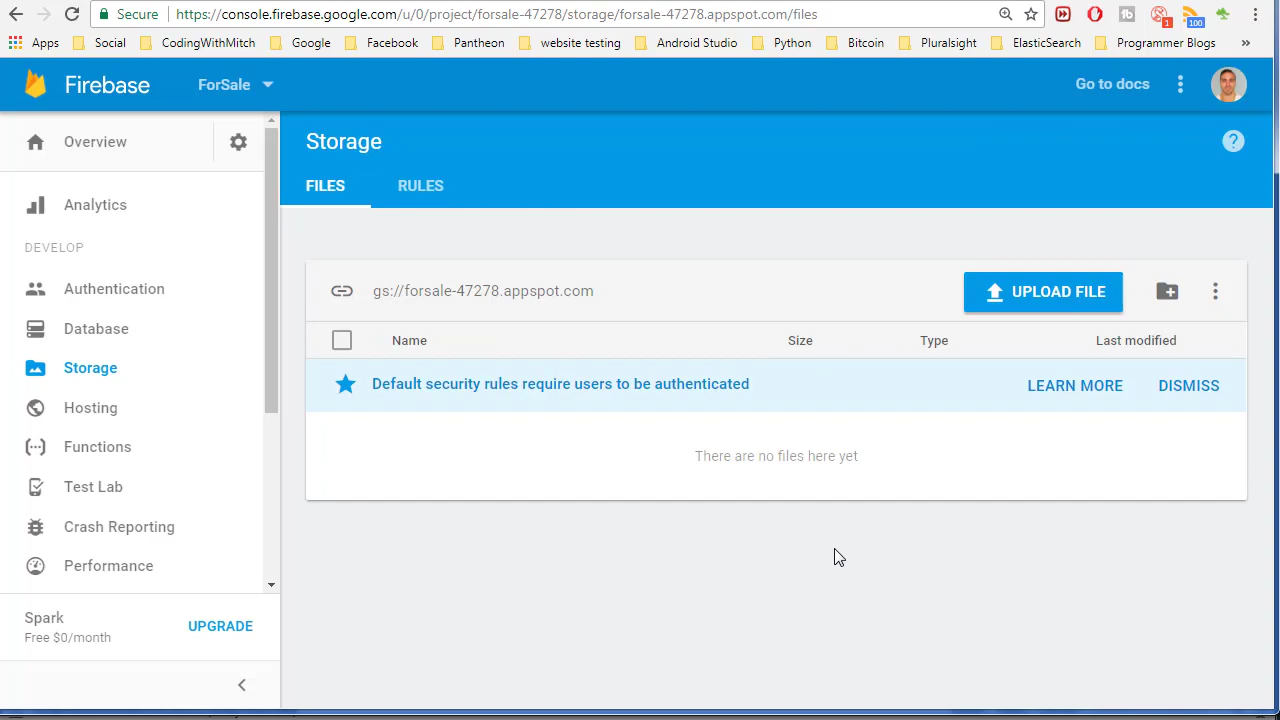 Secure https://console.firebase.google.com/u/0/project/forsale-47278/storage/forsale-47278.appspot.com/files
1
100
Apps Social CodingWithMitch Google Facebook Pantheon website testing Android Studio Python Bitcoin Pluralsight ElasticSearch Programmer Blogs »
Firebase ForSale Go to docs
Overview
Storage
FILES RULES
Analytics
DEVELOP
Authentication
Database
Storage
Hosting
Functions
Test Lab
Crash Reporting
Performance
Spark
Free $0/month
UPGRADE
gs://forsale-47278.appspot.com UPLOAD FILE
Name Size Type Last modified
Default security rules require users to be authenticated LEARN MORE DISMISS
There are no files here yet